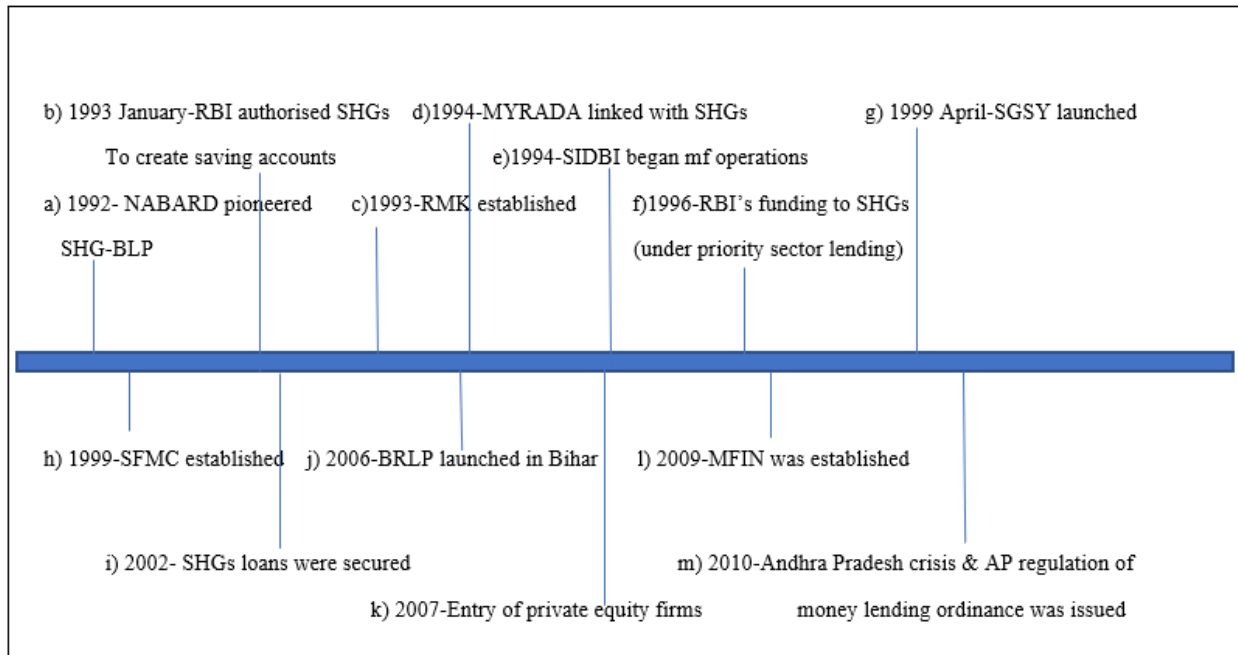 b) 1993 January-RBI authorised SHGs
To create saving accounts
a) 1992- NABARD pioneered
SHG-BLP
c)1993-RMK established
d)1994-MYRADA linked with SHGs
e)1994-SIDBI began mf operations
f)1996-RBI’s funding to SHGs
(under priority sector lending)
g) 1999 April-SGSY launched
h) 1999-SFMC established
i) 2002- SHGs loans were secured
j) 2006-BRLP launched in Bihar
k) 2007-Entry of private equity firms
l) 2009-MFIN was established
m) 2010-Andhra Pradesh crisis & AP regulation of
money lending ordinance was issued